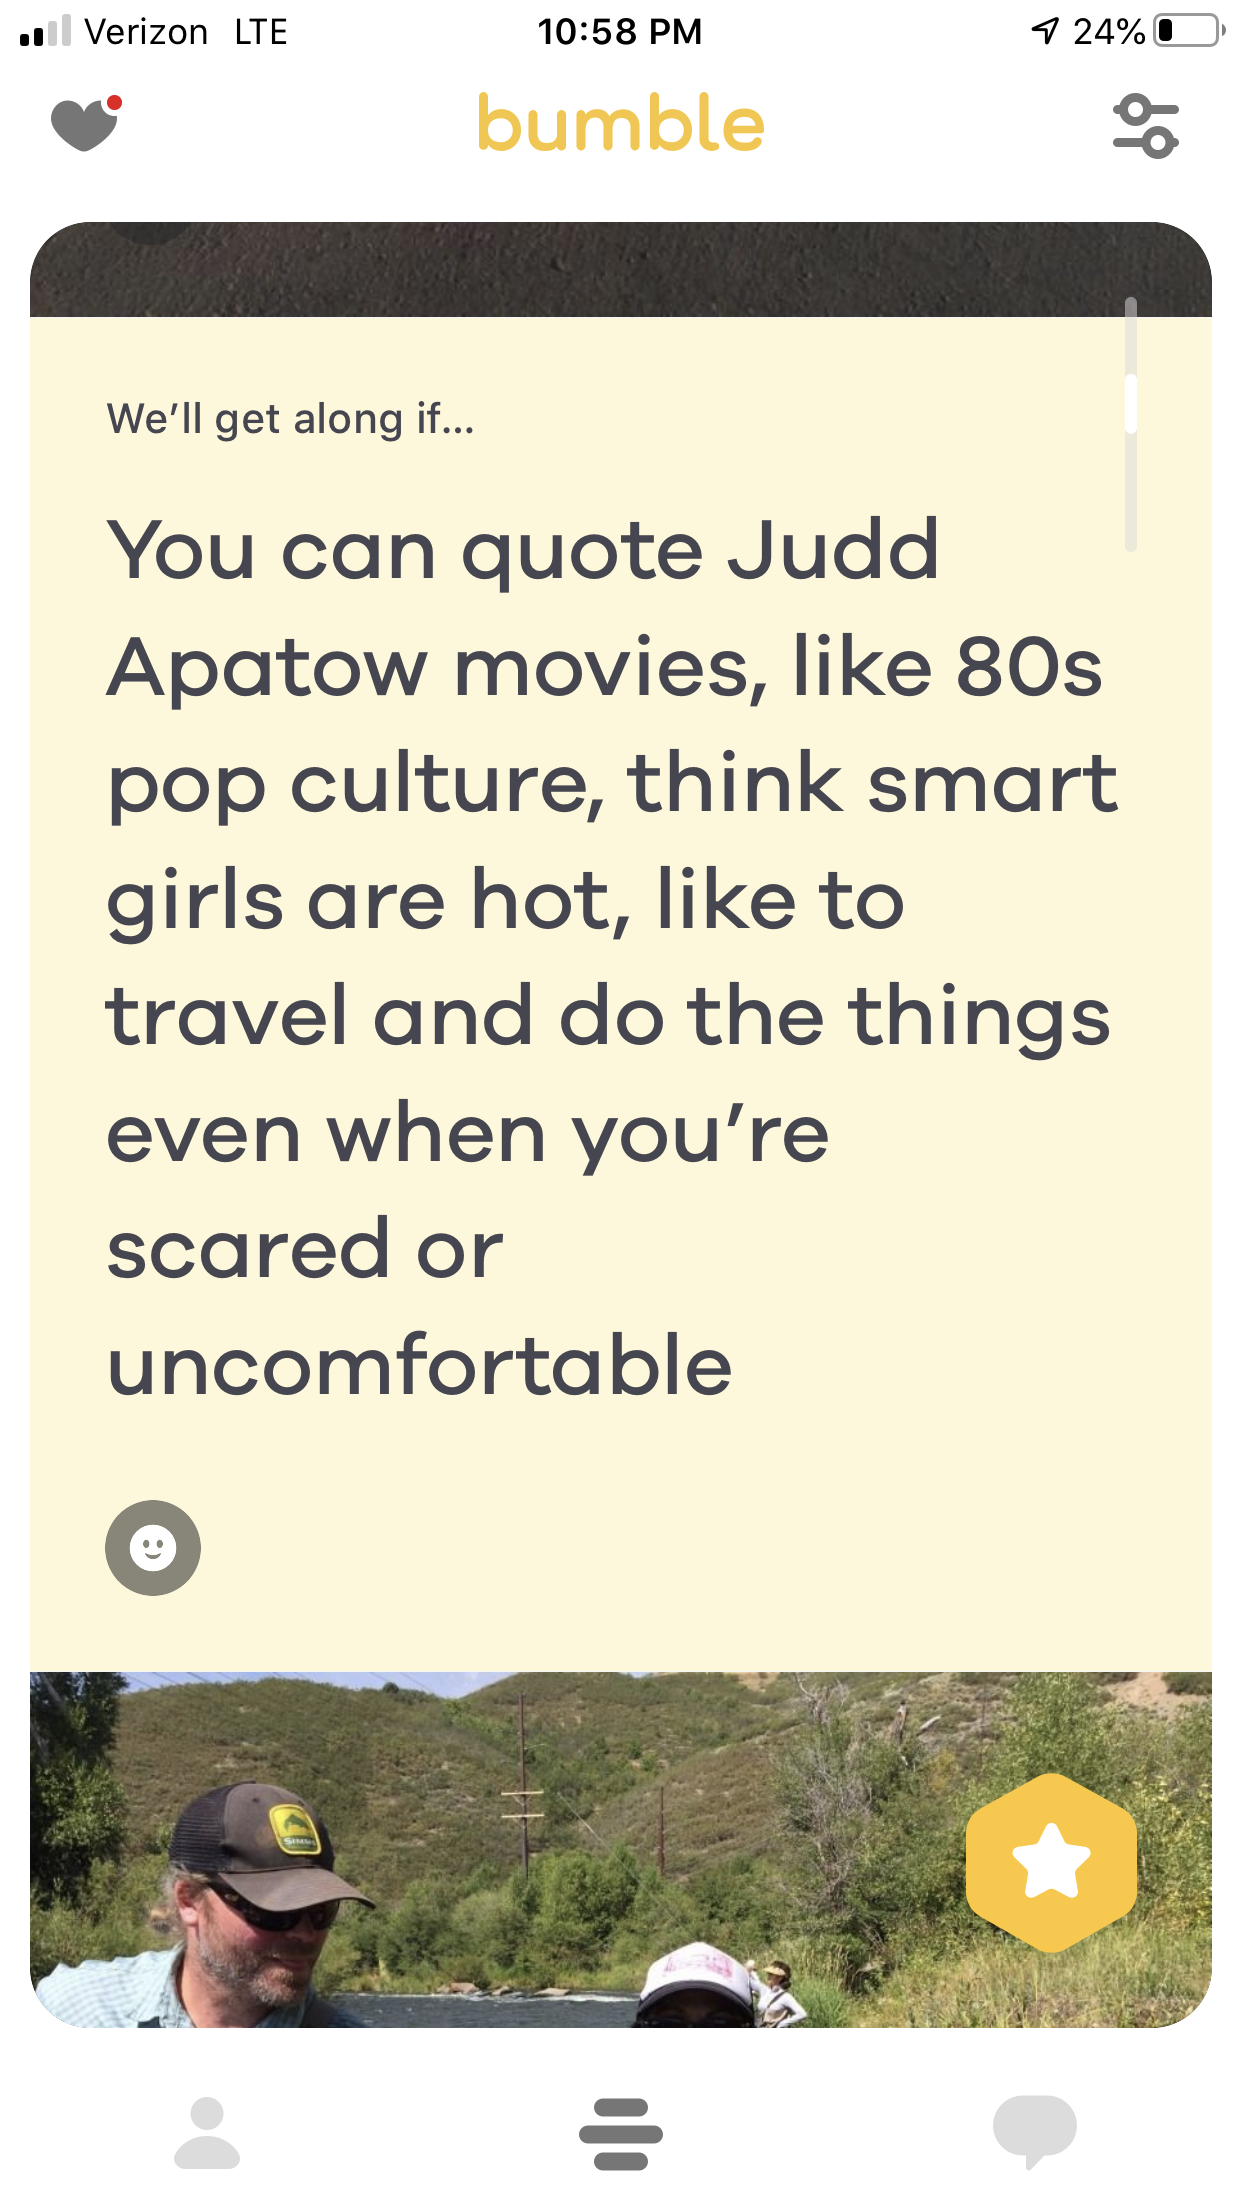 Verizon LTE 10:58 PM 24%
bumble
We’ll get along if...
You can quote Judd
Apatow movies, like 80s
pop culture, think smart
girls are hot, like to
travel and do the things
even when you’re
scared or
uncomfortable
SIMMS